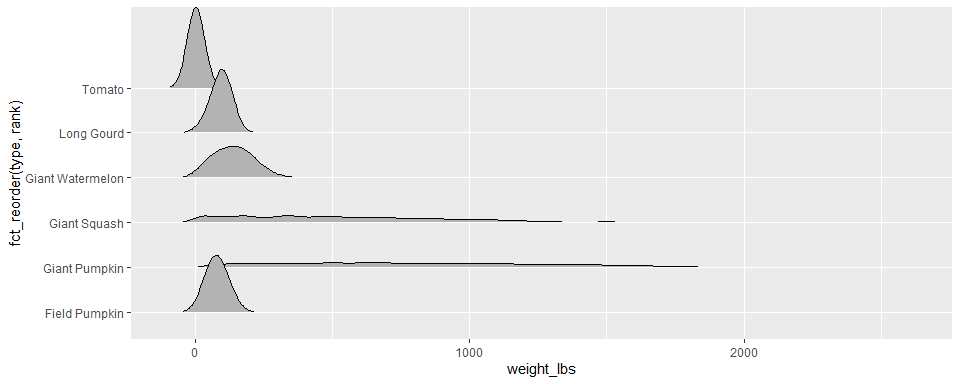 Tomato
Long Gourd
Giant Watermelon
Giant Squash
Giant Pumpkin
Field Pumpkin
fct_reorder(type, rank)
0 1000 2000
weight_lbs